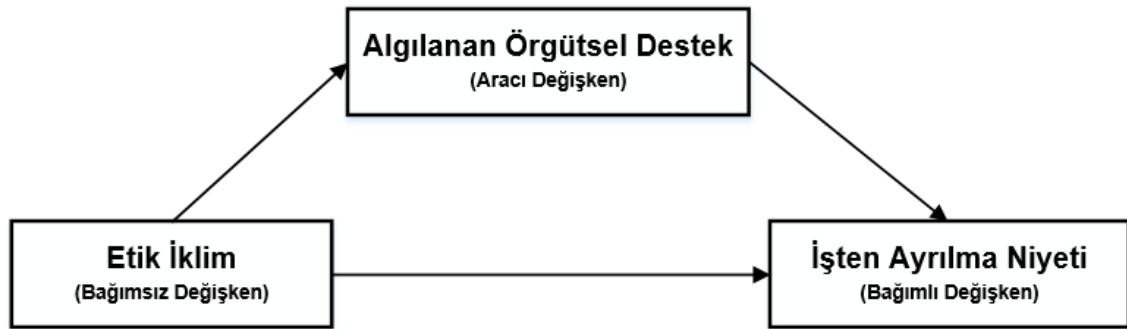 Algılanan Örgütsel Destek
(Aracı Değişken)
Etik İklim
(Bağımsız Değişken)
İşten Ayrılma Niyeti
(Bağımlı Değişken)